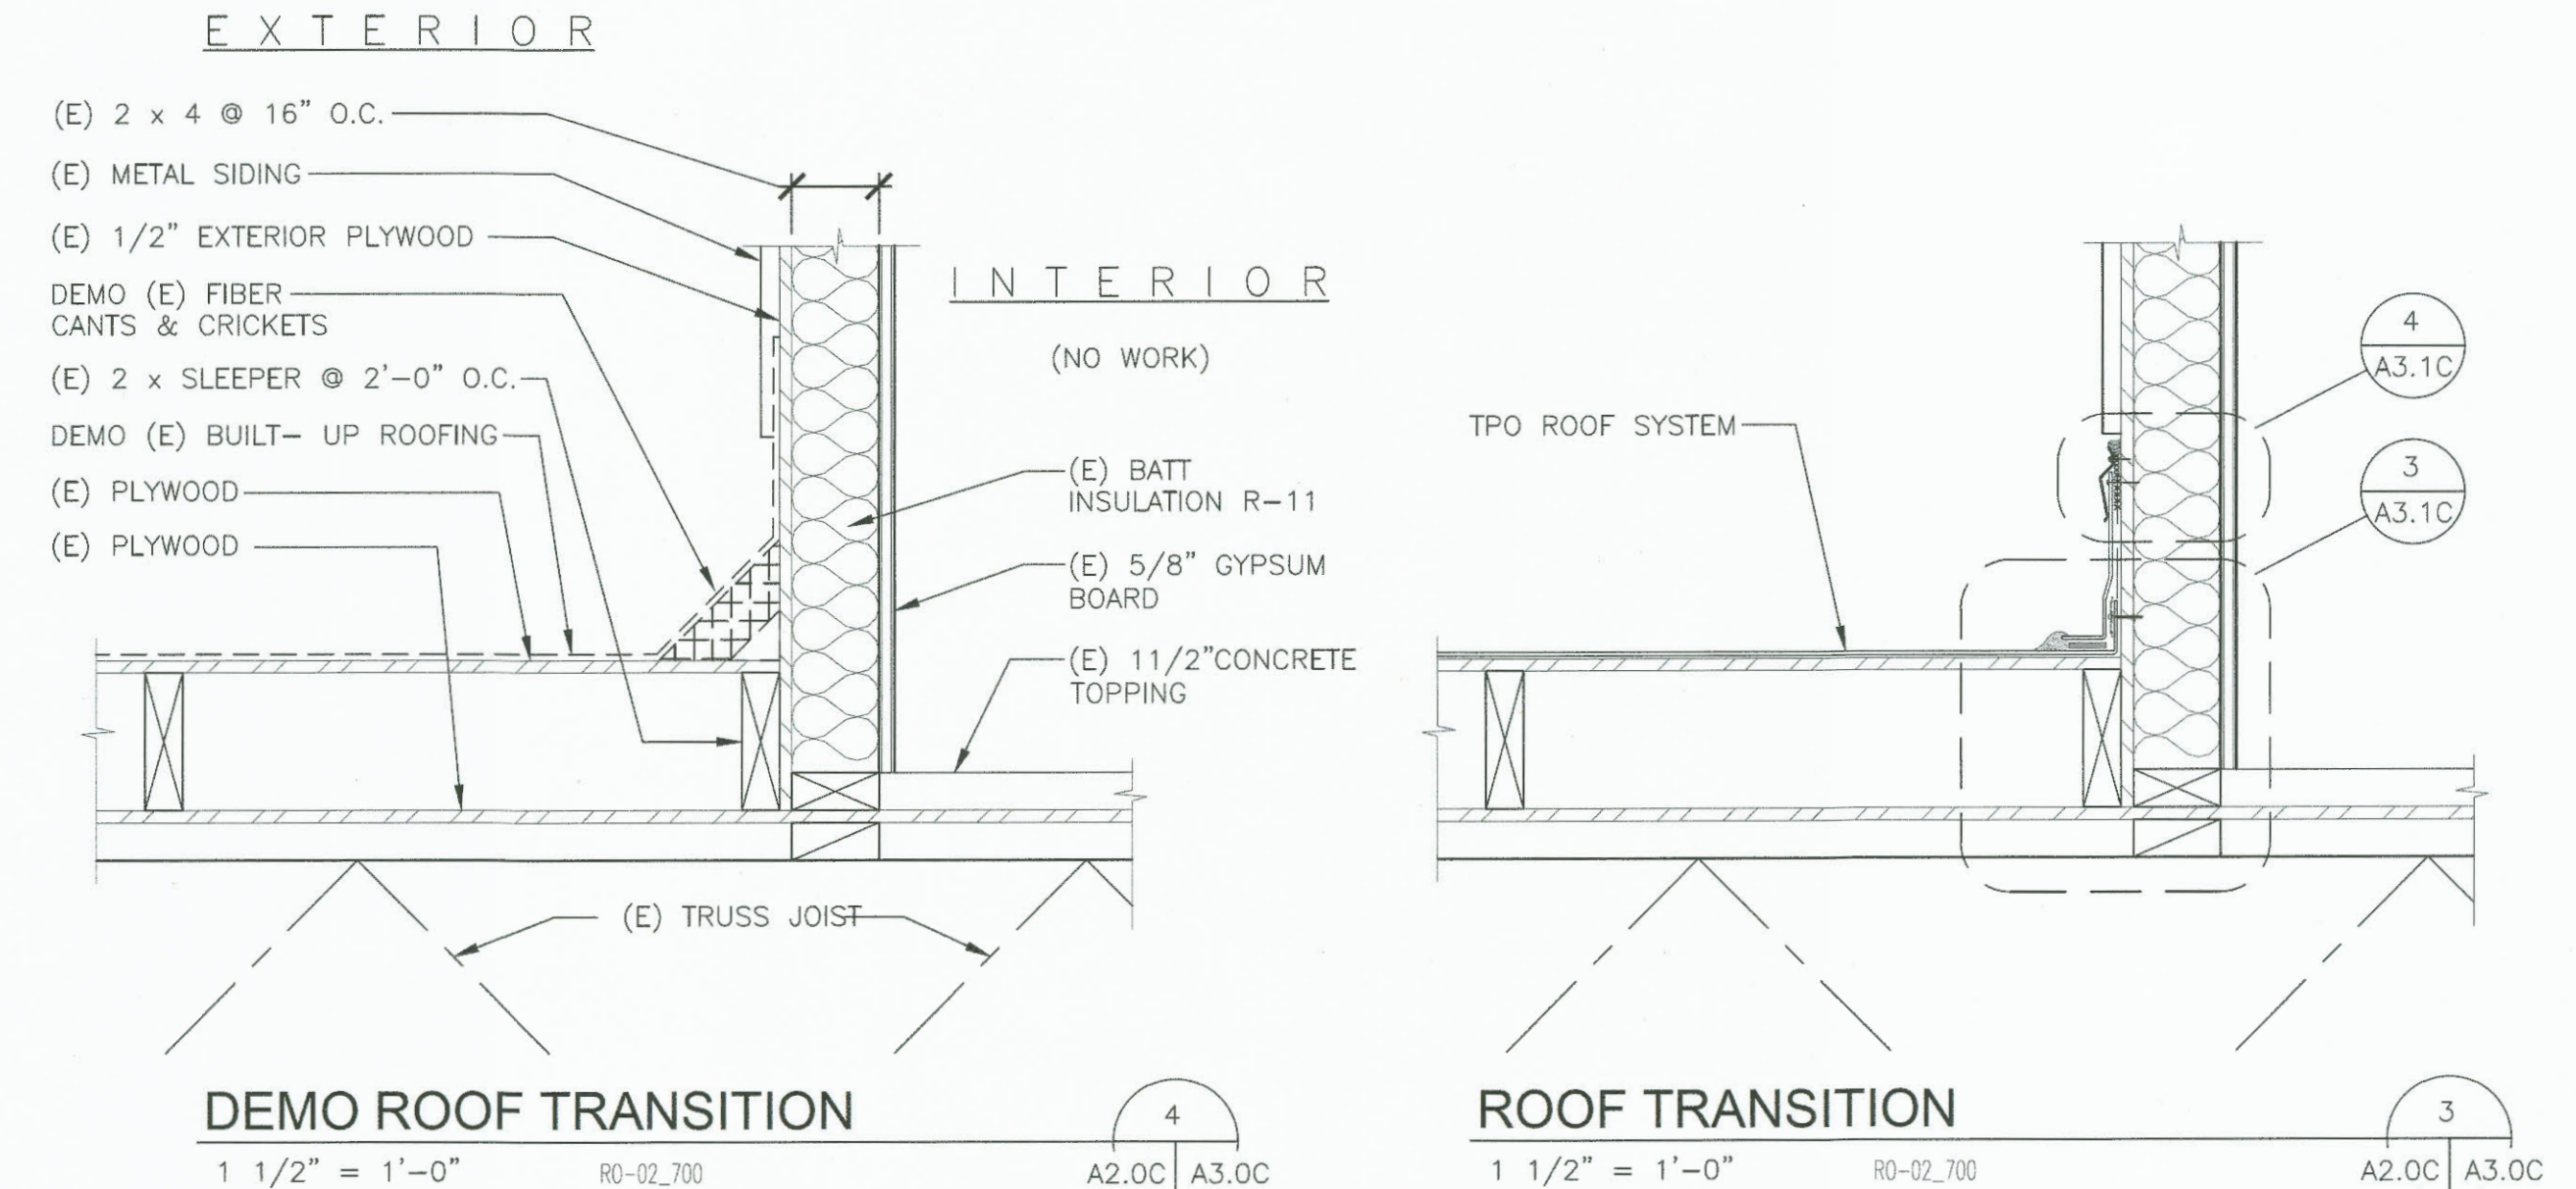 EXTERIOR
(E) 2 x 4 @ 16" O.C.
(E) METAL SIDING
(E) 1/2" EXTERIOR PLYWOOD
DEMO (E) FIBER
CANTS & CRICKETS
(E) 2 x SLEEPER @ 2'-0" O.C.
DEMO (E) BUILT- UP ROOFING
(E) PLYWOOD
(E) PLYWOOD
INTERIOR
(NO WORK)
(E) BATT
INSULATION R-11
(E) 5/8" GYPSUM
BOARD
(E) 11/2"CONCRETE
TOPPING
(E) TRUSS JOIST
DEMO ROOF TRANSITION
1 1/2" = 1'-0"
RO-02_700
4
A2.0C
A3.0C
TPO ROOF SYSTEM
4
A3.1C
3
A3.1C
ROOF TRANSITION
1 1/2" = 1'-0"
RO-02_700
3
A2.0C
A3.0C